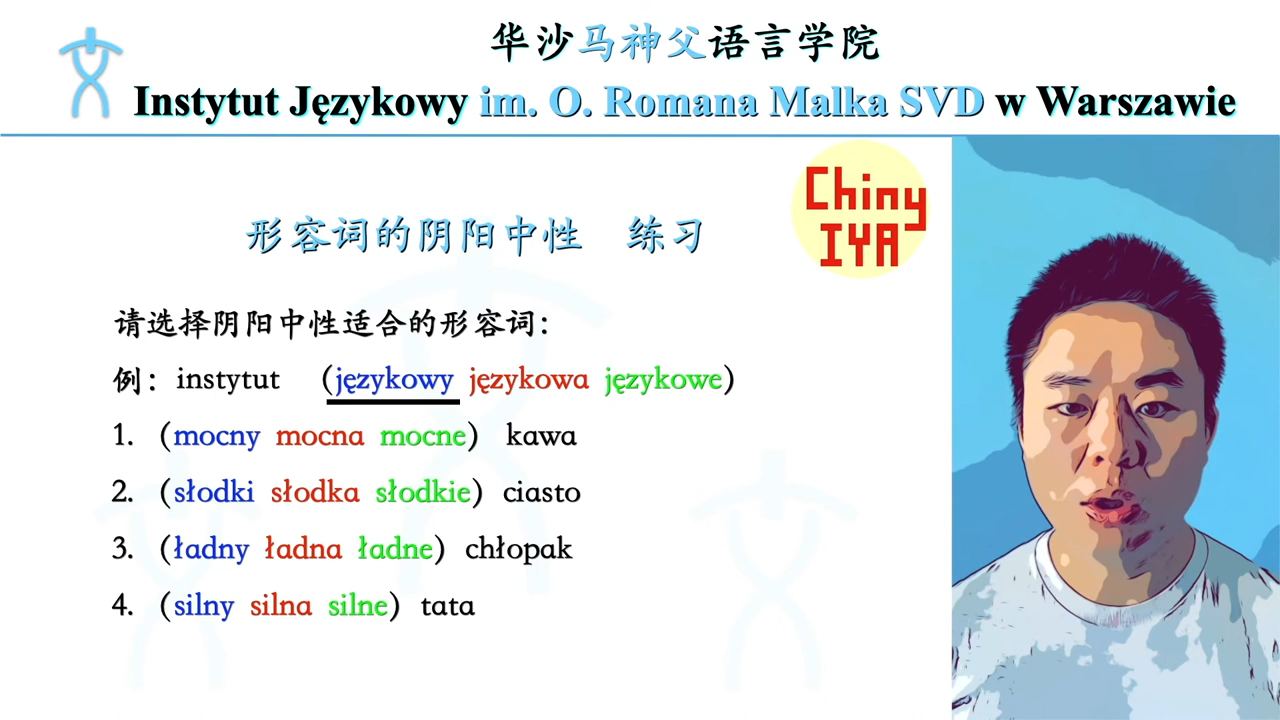 华沙马神父语言学院
Instytut Językowy im. O. Romana Malka SVD w Warszawie
Chiny
IYA
形容词的阴阳中性 练习
请选择阴阳中性适合的形容词：
例：instytut （językowy językowa językowe）
1. （mocny mocna mocne） kawa
2. （słodki słodka słodkie） ciasto
3. （ładny ładna ładne） chłopak
4. （silny silna silne） tata